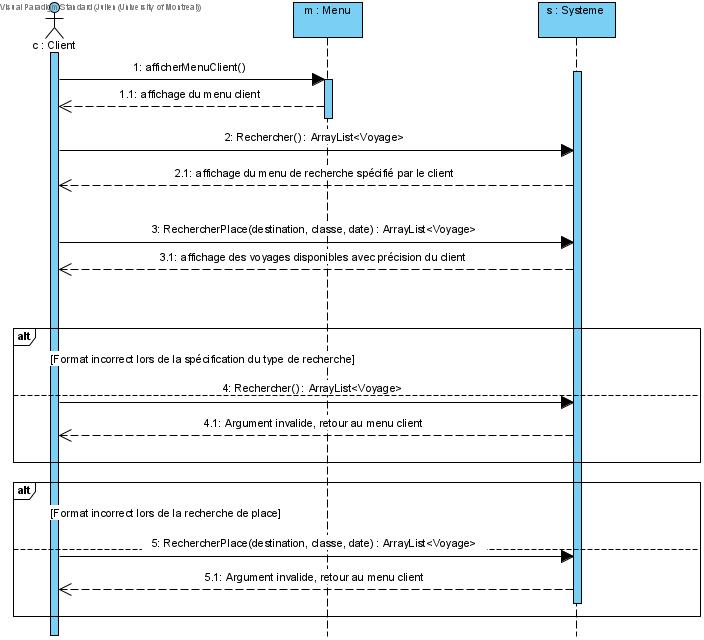 Visual Paradigm Standard (Julien (University of Montreal))
m : Menu
s : Systeme
c : Client
1: afficherMenuClient()
1.1: affichage du menu client
2: Rechercher() : ArrayList<Voyage>
2.1: affichage du menu de recherche spécifié par le client
3: RechercherPlace(destination, classe, date) : ArrayList<Voyage>
3.1: affichage des voyages disponibles avec précision du client
alt
[Format incorrect lors de la spécification du type de recherche]
4: Rechercher() : ArrayList<Voyage>
4.1: Argument invalide, retour au menu client
alt
[Format incorrect lors de la recherche de place]
5: RechercherPlace(destination, classe, date) : ArrayList<Voyage>
5.1: Argument invalide, retour au menu client